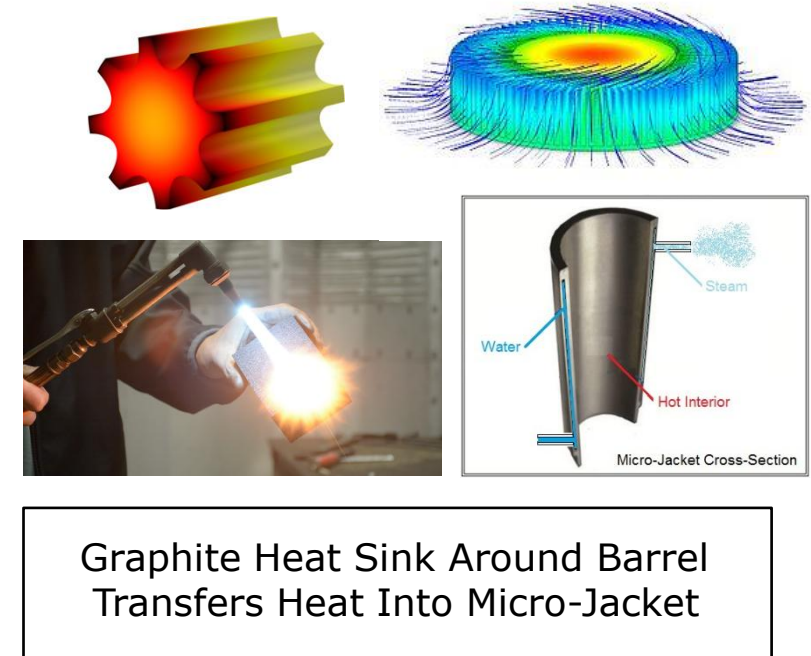 Steam
Water
Hot Interior
Micro-Jacket Cross-Section
Graphite Heat Sink Around Barrel
Transfers Heat Into Micro-Jacket